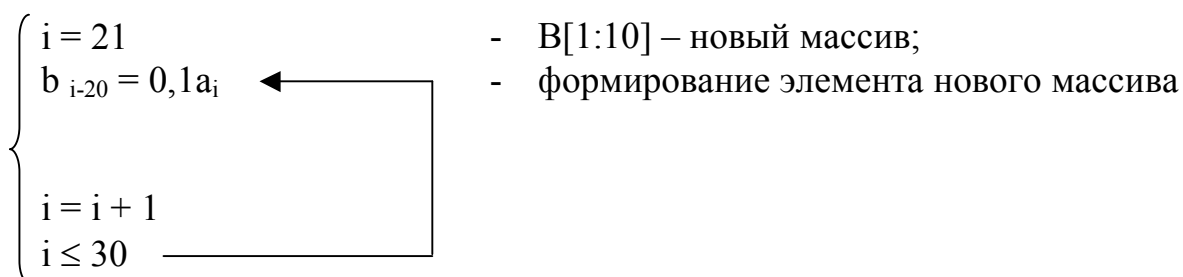 i = 21 - B[1:10] – новый массив;
b i-20 = 0,1ai - формирование элемента нового массива
i = i + 1
i ≤ 30